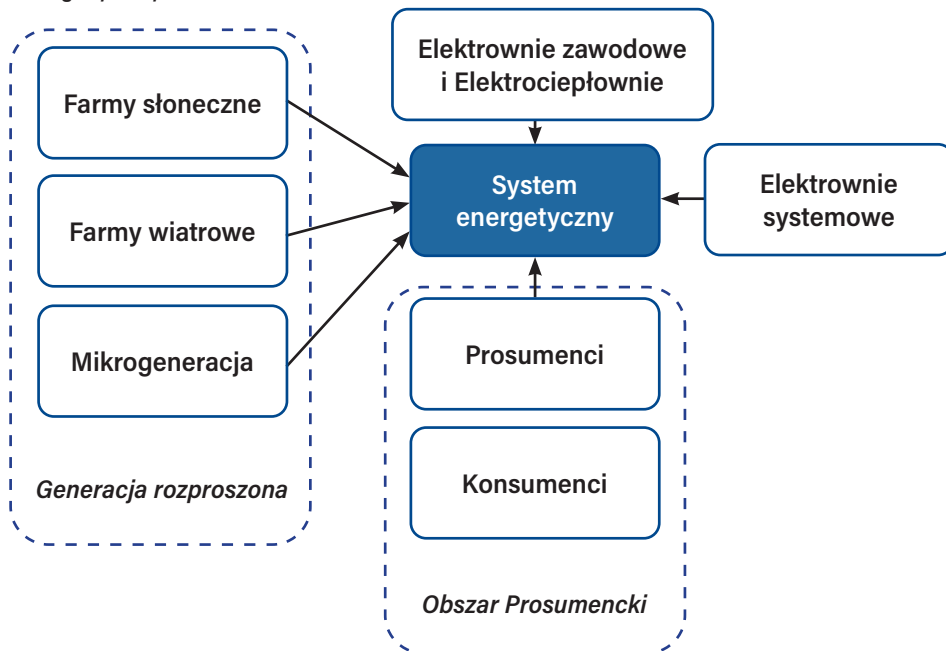 Farmy słoneczne
Farmy wiatrowe
Mikrogeneracja
Generacja rozproszona
Elektrownie zawodowe
i Elektrociepłownie
System
energetyczny
Elektrownie
systemowe
Prosumenci
Konsumenci
Obszar Prosumencki